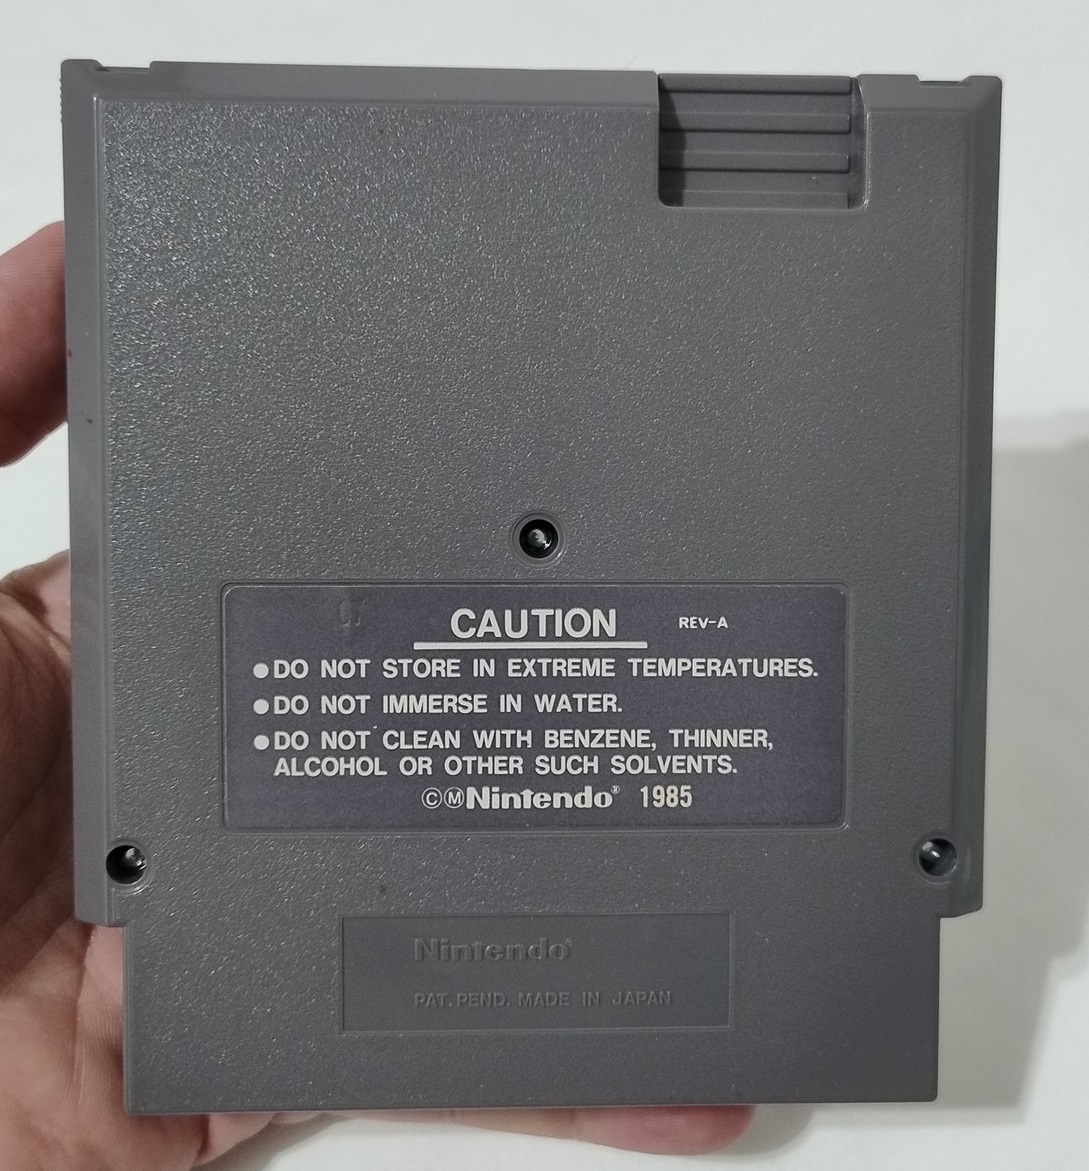 CAUTION REV-A
●DO NOT STORE IN EXTREME TEMPERATURES.
●DO NOT IMMERSE IN WATER.
●DO NOT CLEAN WITH BENZENE, THINNER,
ALCOHOL OR OTHER SUCH SOLVENTS.
©ⓂNintendo® 1985
Nintendo®
PAT. PEND. MADE IN JAPAN